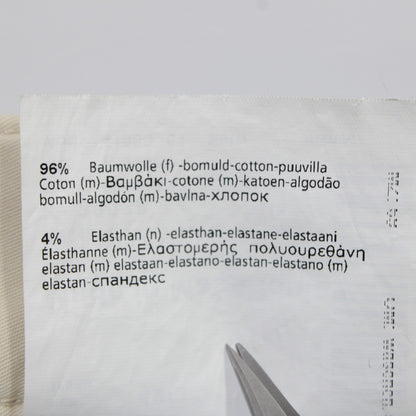 96% Baumwolle (f) -bomuld-cotton-puuvilla
Coton (m)-Βαμβάκι-cotone (m)-katoen-algodão
bomull-algodón (m)-bavlna-хлопок
4% Elasthan (n) -elasthan-elastane-elastaani
Élasthanne (m)-Ελαστομερής πολυουρεθάνη
elastan (m) elastaan-elastano-elastan-elastano (m)
elastan-спандекс